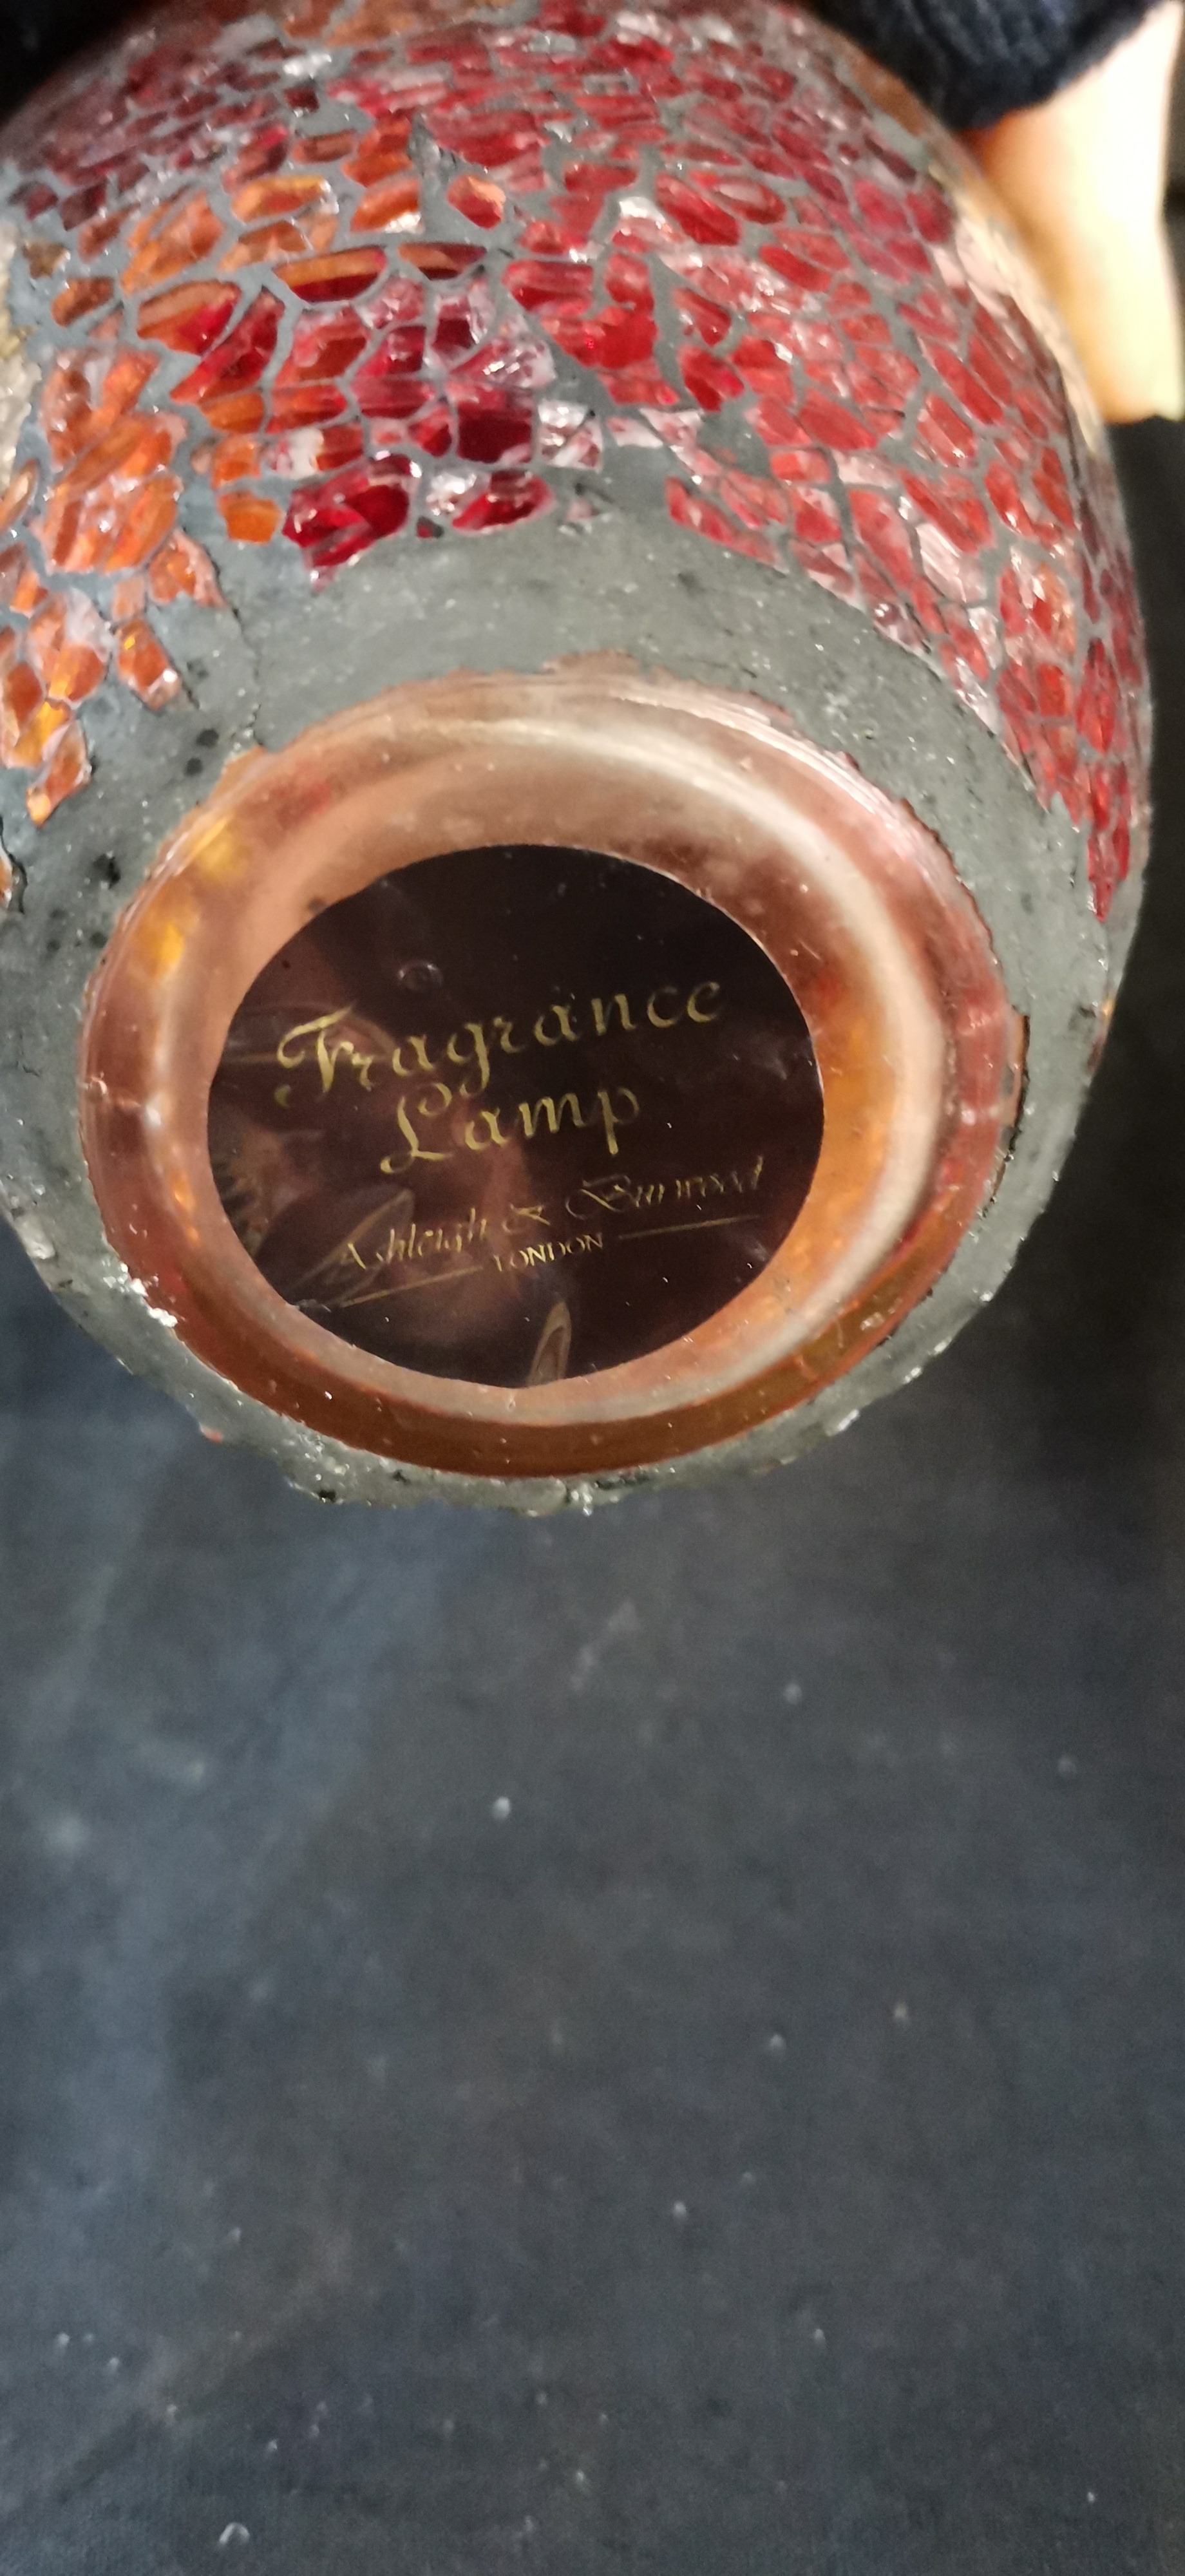 Fragrance
Lamp
Ashleigh & Burwood
LONDON